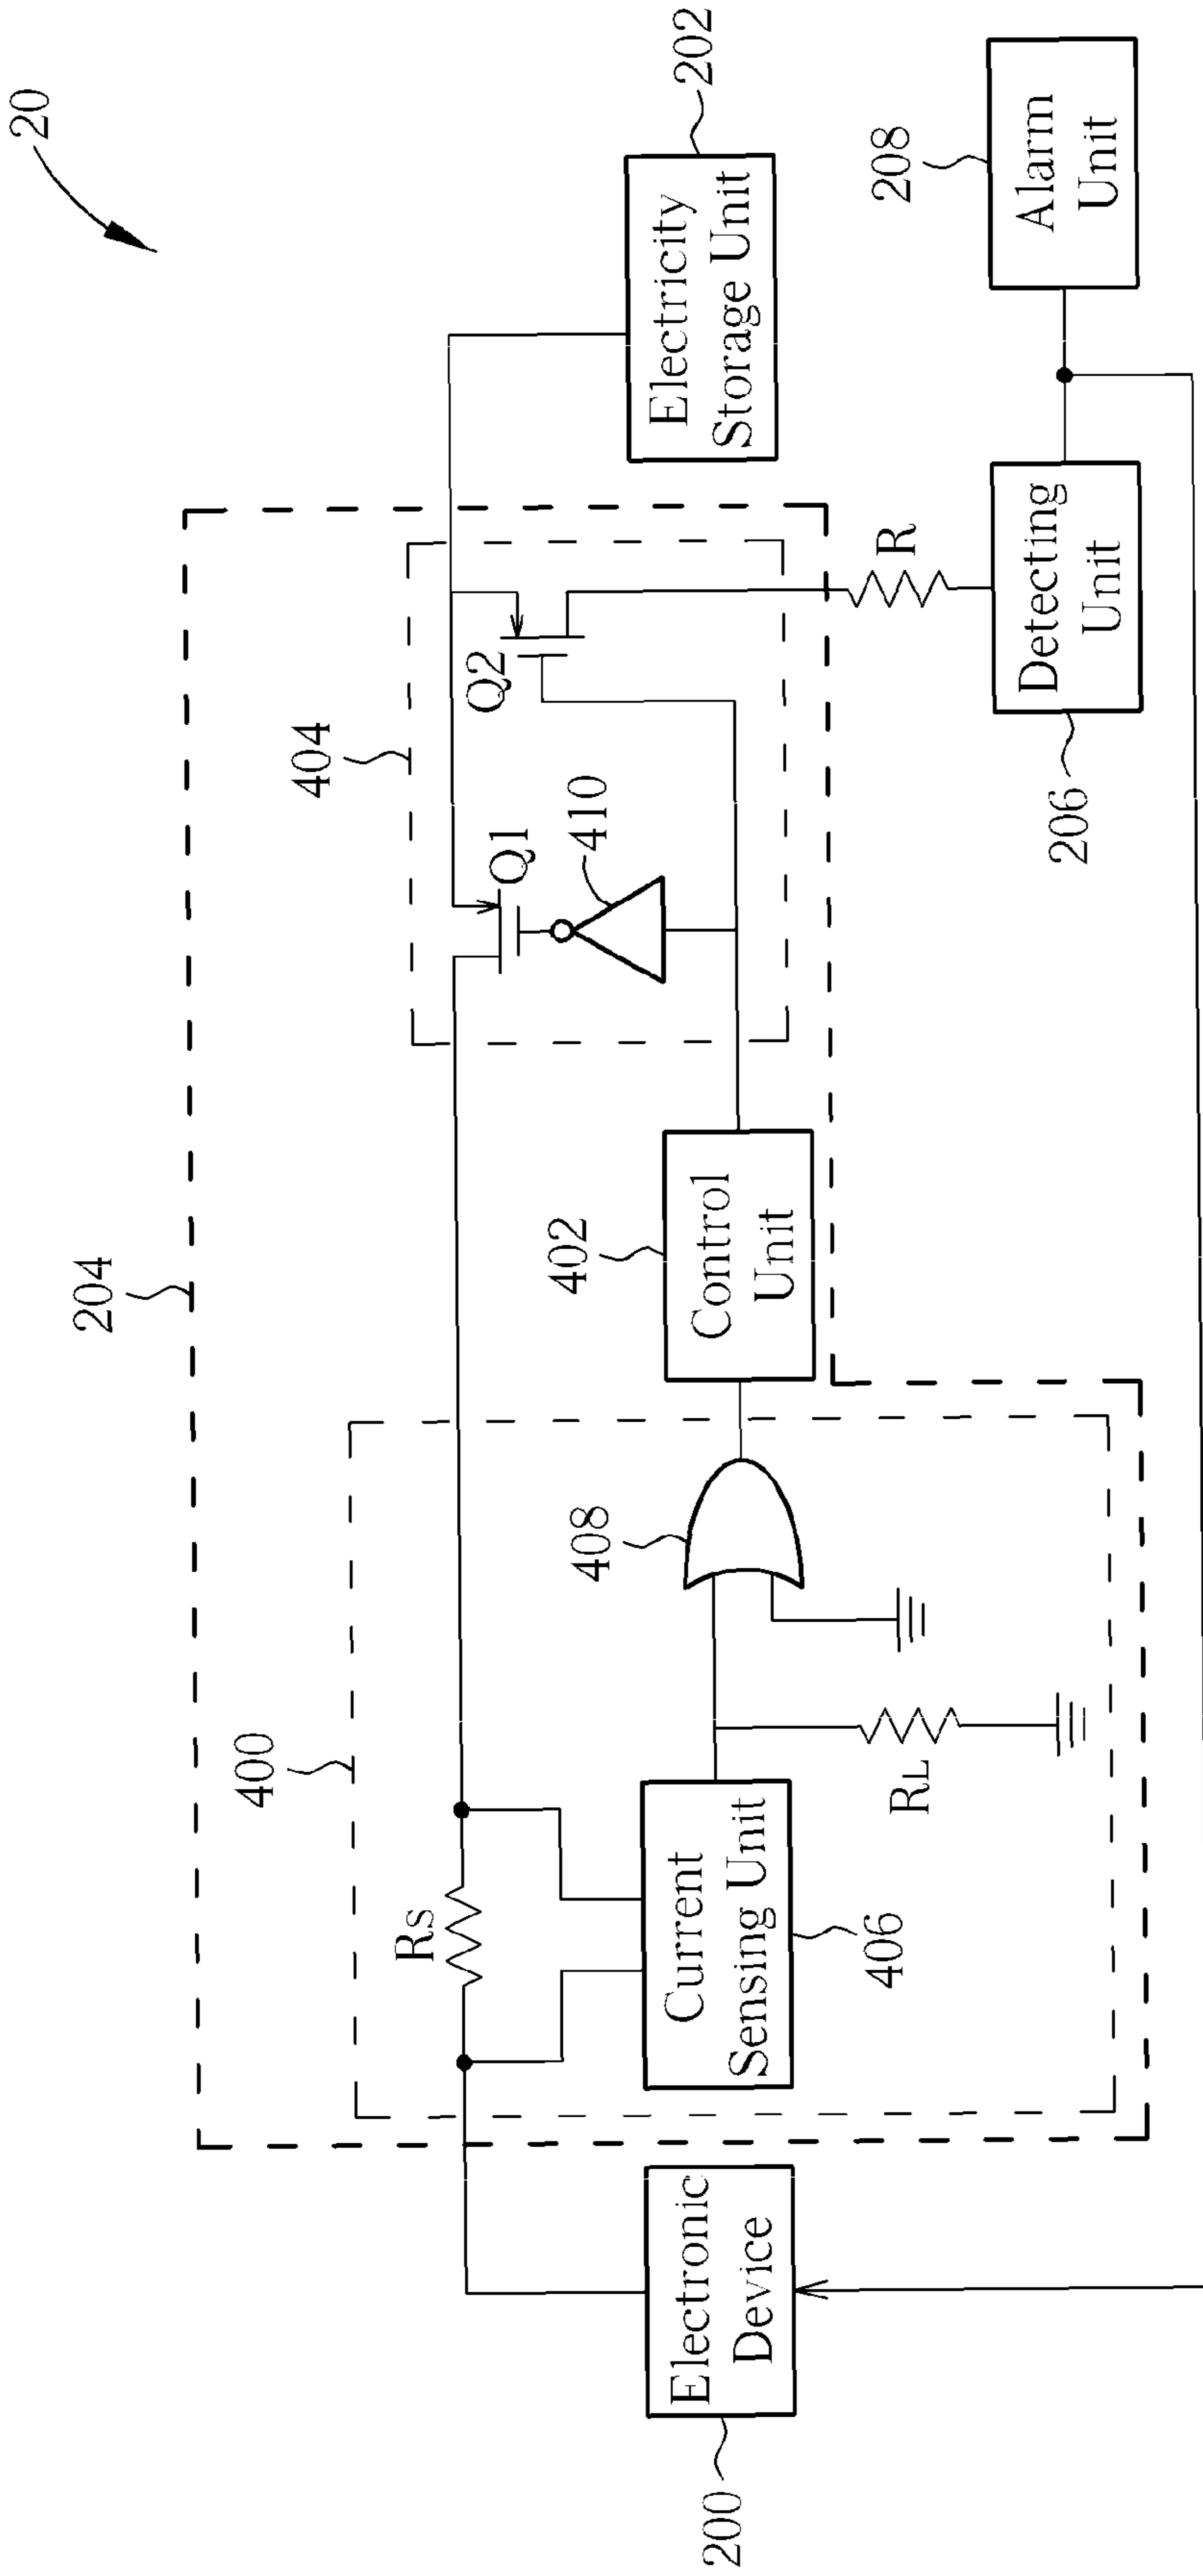 20
204
404
400
Rs
Q1
Q2
410
202
Electricity
Storage Unit
402
Control
Unit
408
RL
Current
Sensing Unit
406
Electronic
Device
200
R
Detecting
Unit
206
208
Alarm
Unit